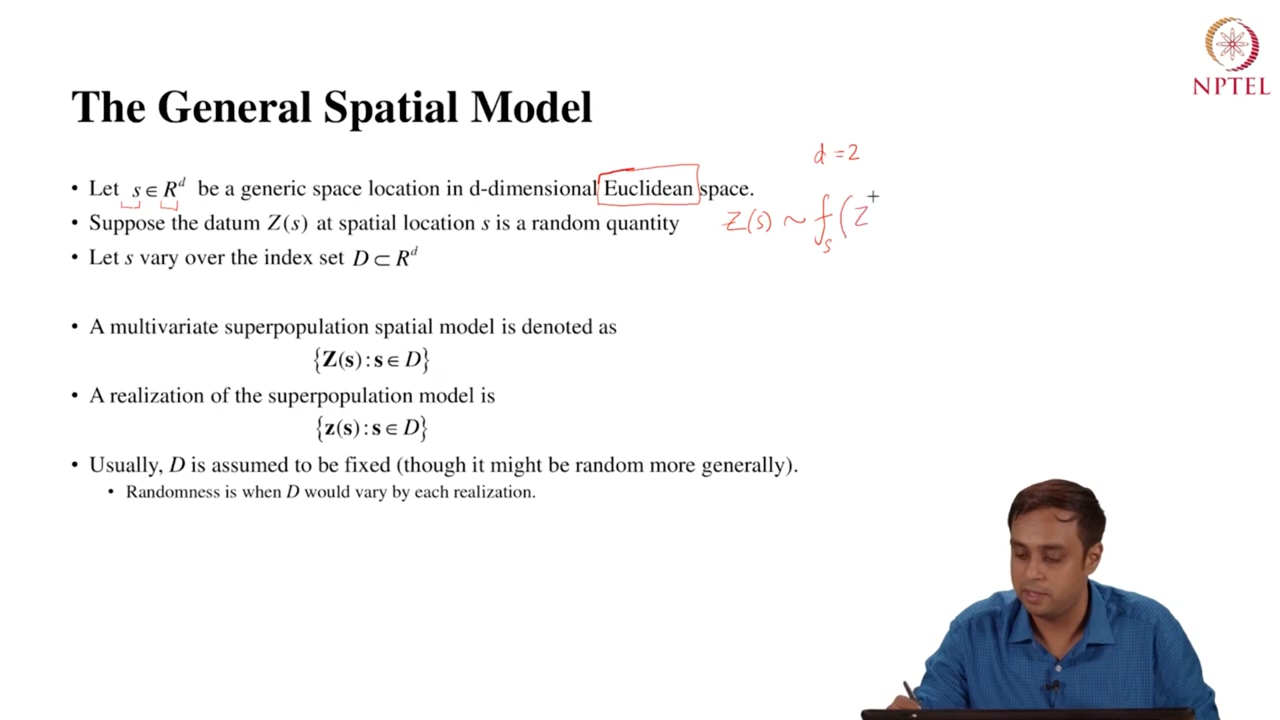 NPTEL
The General Spatial Model
d = 2
• Let s ∈ R^d be a generic space location in d-dimensional Euclidean space.
• Suppose the datum Z(s) at spatial location s is a random quantity
Z(s) ~ f_s(Z
• Let s vary over the index set D ⊂ R^d
• A multivariate superpopulation spatial model is denoted as
{Z(s) : s ∈ D}
• A realization of the superpopulation model is
{z(s) : s ∈ D}
• Usually, D is assumed to be fixed (though it might be random more generally).
• Randomness is when D would vary by each realization.